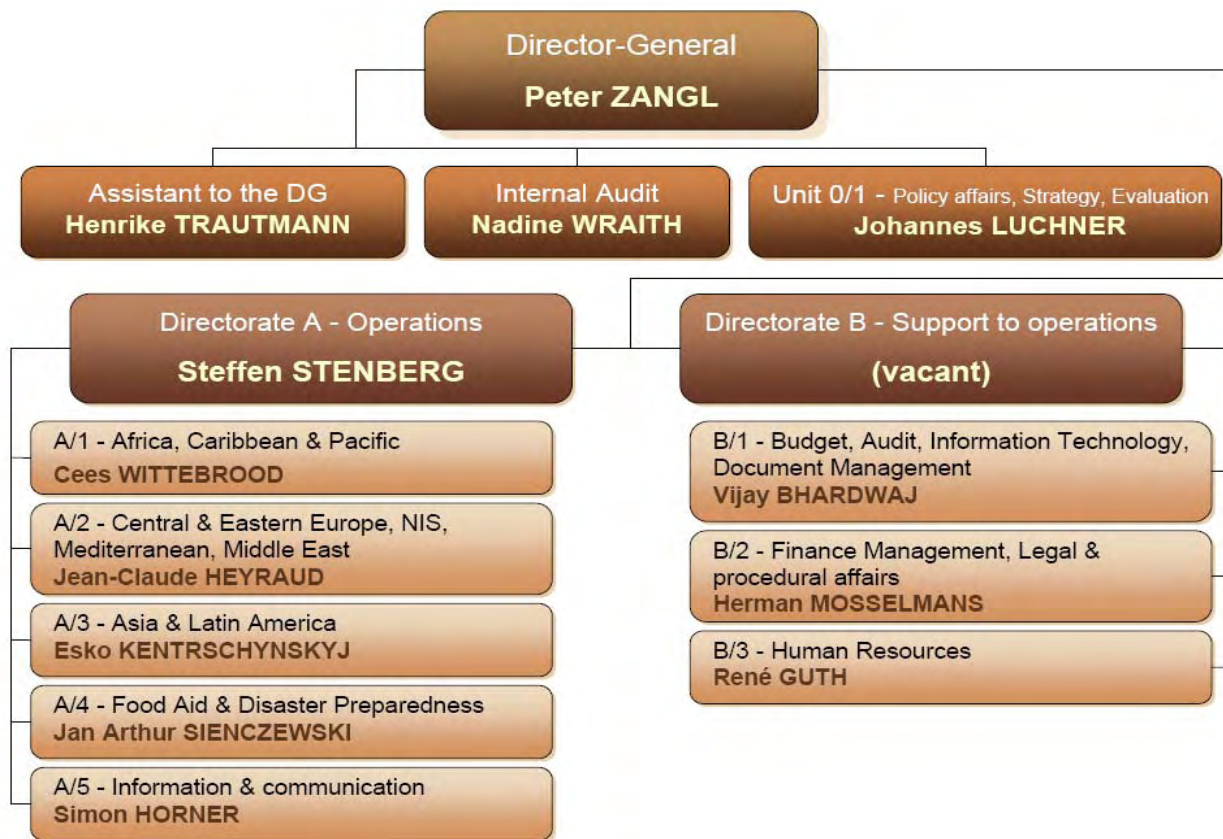 Director-General
Peter ZANGL
Assistant to the DG
Henrike TRAUTMANN
Internal Audit
Nadine WRAITH
Unit 0/1 - Policy affairs, Strategy, Evaluation
Johannes LUCHNER
Directorate A - Operations
Steffen STENBERG
A/1 - Africa, Caribbean & Pacific
Cees WITTEBROOD
A/2 - Central & Eastern Europe, NIS,
Mediterranean, Middle East
Jean-Claude HEYRAUD
A/3 - Asia & Latin America
Esko KENTRSCHYNSKYJ
A/4 - Food Aid & Disaster Preparedness
Jan Arthur SIENCZEWSKI
A/5 - Information & communication
Simon HORNER
Directorate B - Support to operations
(vacant)
B/1 - Budget, Audit, Information Technology,
Document Management
Vijay BHARDWAJ
B/2 - Finance Management, Legal &
procedural affairs
Herman MOSSELMANS
B/3 - Human Resources
René GUTH